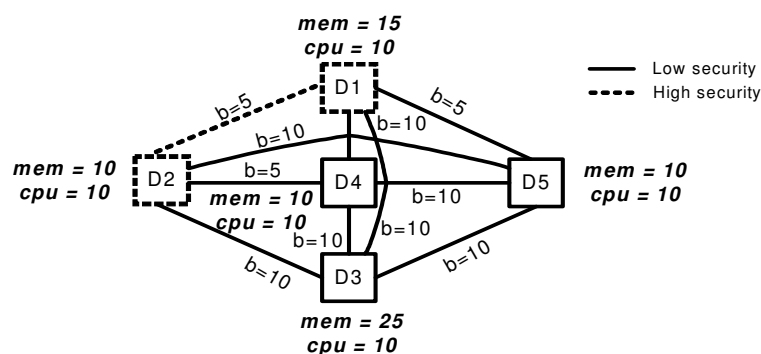 mem = 15
cpu = 10
Low security
High security
D1
b=5
b=5
b=10
b=10
mem = 10
cpu = 10
D2
b=5
D4
b=10
D5
mem = 10
cpu = 10
mem = 10
cpu = 10
b=10
b=10
b=10
b=10
D3
mem = 25
cpu = 10